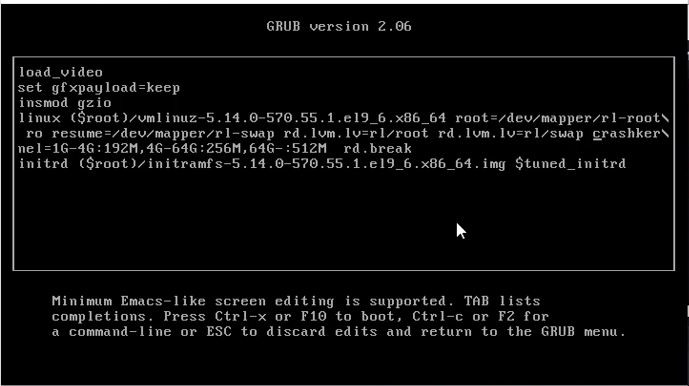 GRUB version 2.06
load_video
set gfxpayload=keep
insmod gzio
linux ($root)/vmlinuz-5.14.0-570.55.1.el9_6.x86_64 root=/dev/mapper/rl-root\
ro resume=/dev/mapper/rl-swap rd.lvm.lv=rl/root rd.lvm.lv=rl/swap crashker\
nel=1G-4G:192M,4G-64G:256M,64G-:512M  rd.break
initrd ($root)/initramfs-5.14.0-570.55.1.el9_6.x86_64.img $tuned_initrd
Minimum Emacs-like screen editing is supported. TAB lists
completions. Press Ctrl-x or F10 to boot, Ctrl-c or F2 for
a command-line or ESC to discard edits and return to the GRUB menu.